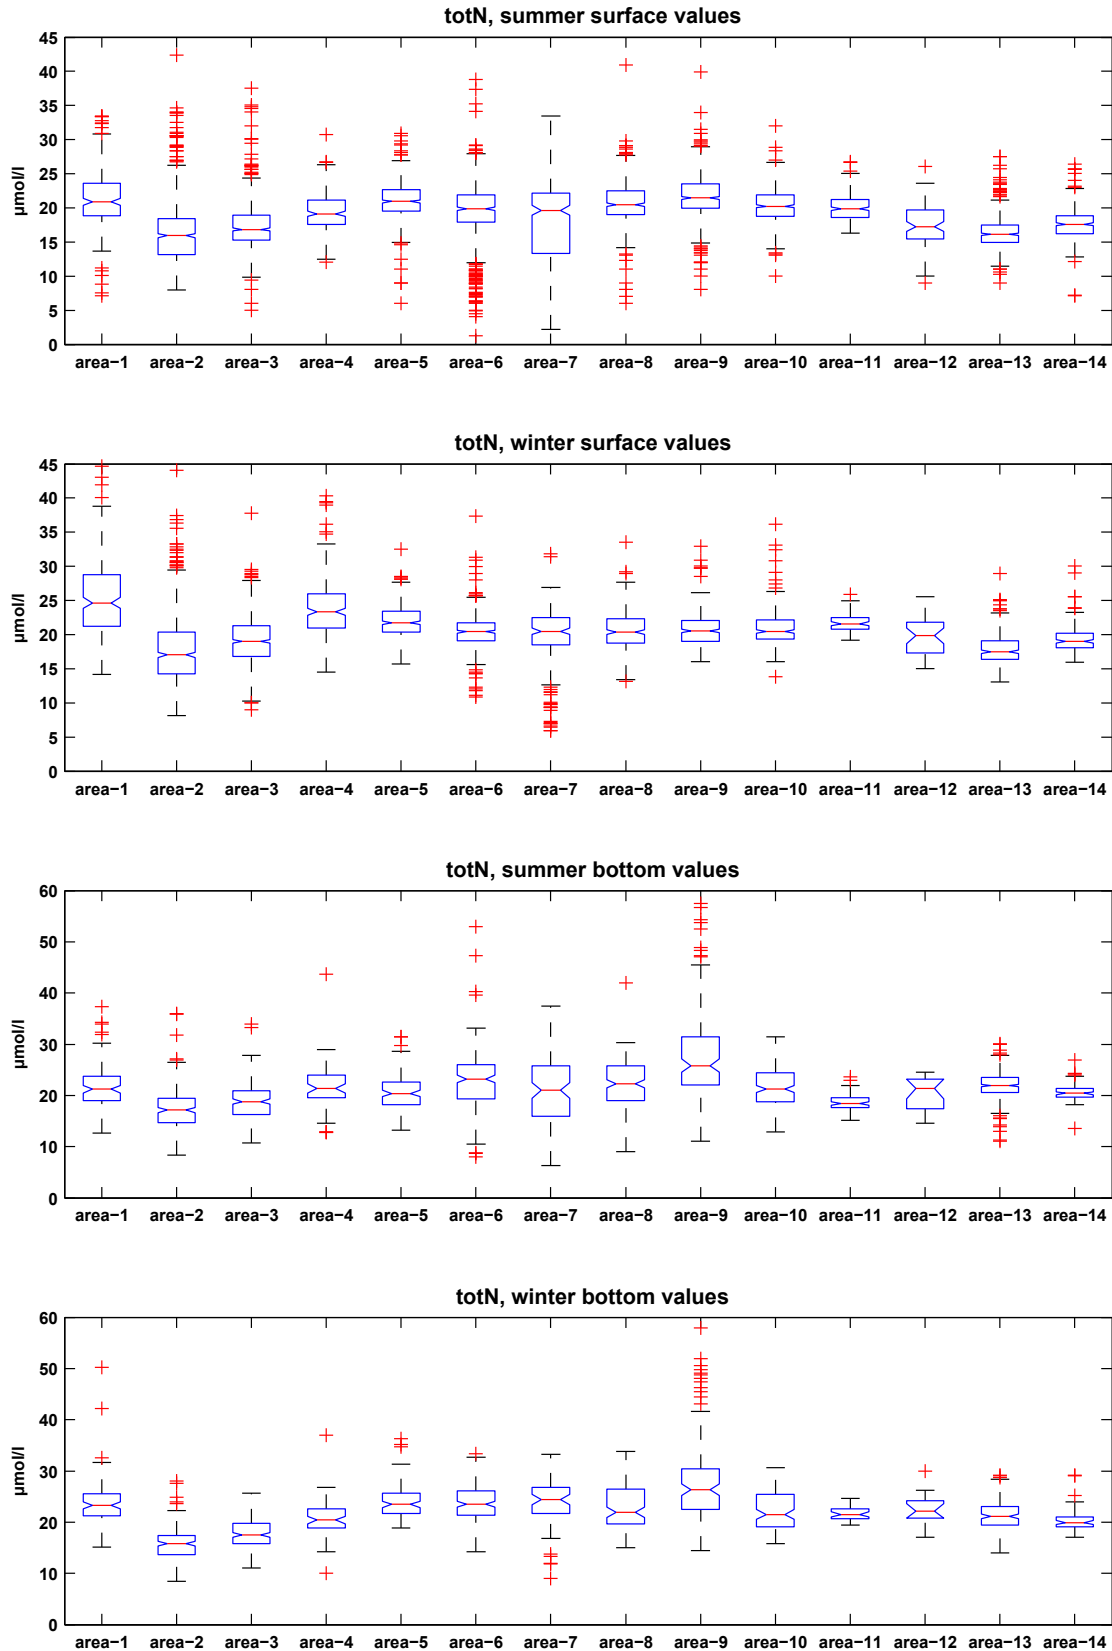 totN, summer surface values
45
40
35
30
25
20
15
10
5
0
µmol/l
area−1 area−2 area−3 area−4 area−5 area−6 area−7 area−8 area−9 area−10 area−11 area−12 area−13 area−14
totN, winter surface values
45
40
35
30
25
20
15
10
5
0
µmol/l
area−1 area−2 area−3 area−4 area−5 area−6 area−7 area−8 area−9 area−10 area−11 area−12 area−13 area−14
totN, summer bottom values
60
50
40
30
20
10
0
µmol/l
area−1 area−2 area−3 area−4 area−5 area−6 area−7 area−8 area−9 area−10 area−11 area−12 area−13 area−14
totN, winter bottom values
60
50
40
30
20
10
0
µmol/l
area−1 area−2 area−3 area−4 area−5 area−6 area−7 area−8 area−9 area−10 area−11 area−12 area−13 area−14